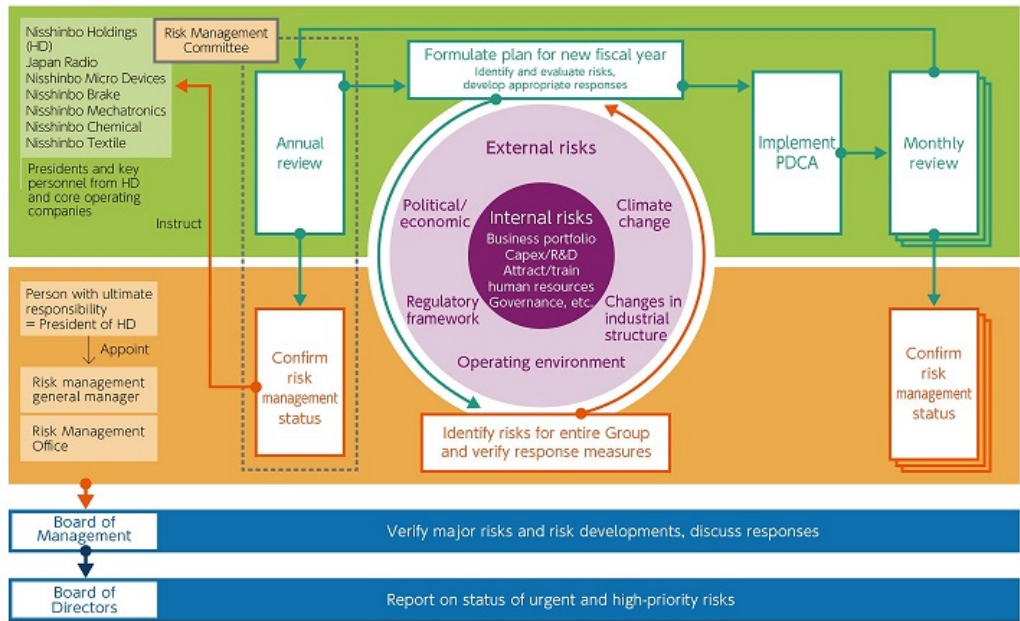 Nisshinbo Holdings
(HD)
Japan Radio
Nisshinbo Micro Devices
Nisshinbo Brake
Nisshinbo Mechatronics
Nisshinbo Chemical
Nisshinbo Textile
Presidents and key
personnel from HD
and core operating
companies
Risk Management
Committee
Instruct
Annual
review
Formulate plan for new fiscal year
Identify and evaluate risks,
develop appropriate responses
Implement
PDCA
Monthly
review
External risks
Political/
economic
Climate
change
Internal risks
Business portfolio
Capex/R&D
Attract/train
human resources
Governance, etc.
Regulatory
framework
Changes in
industrial
structure
Operating environment
Person with ultimate
responsibility
= President of HD
Appoint
Risk management
general manager
Risk Management
Office
Confirm
risk
management
status
Identify risks for entire Group
and verify response measures
Confirm
risk
management
status
Board of
Management
Verify major risks and risk developments, discuss responses
Board of
Directors
Report on status of urgent and high-priority risks